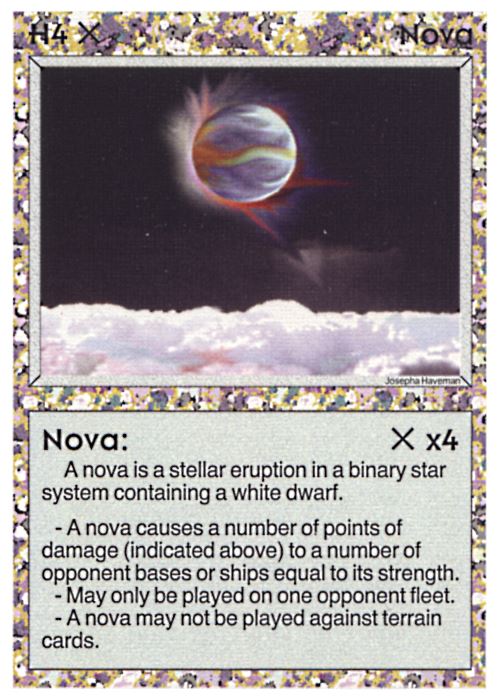 H4 X Nova
Josepha Haveman
Nova: X x4
A nova is a stellar eruption in a binary star
system containing a white dwarf.
- A nova causes a number of points of
damage (indicated above) to a number of
opponent bases or ships equal to its strength.
- May only be played on one opponent fleet.
- A nova may not be played against terrain
cards.